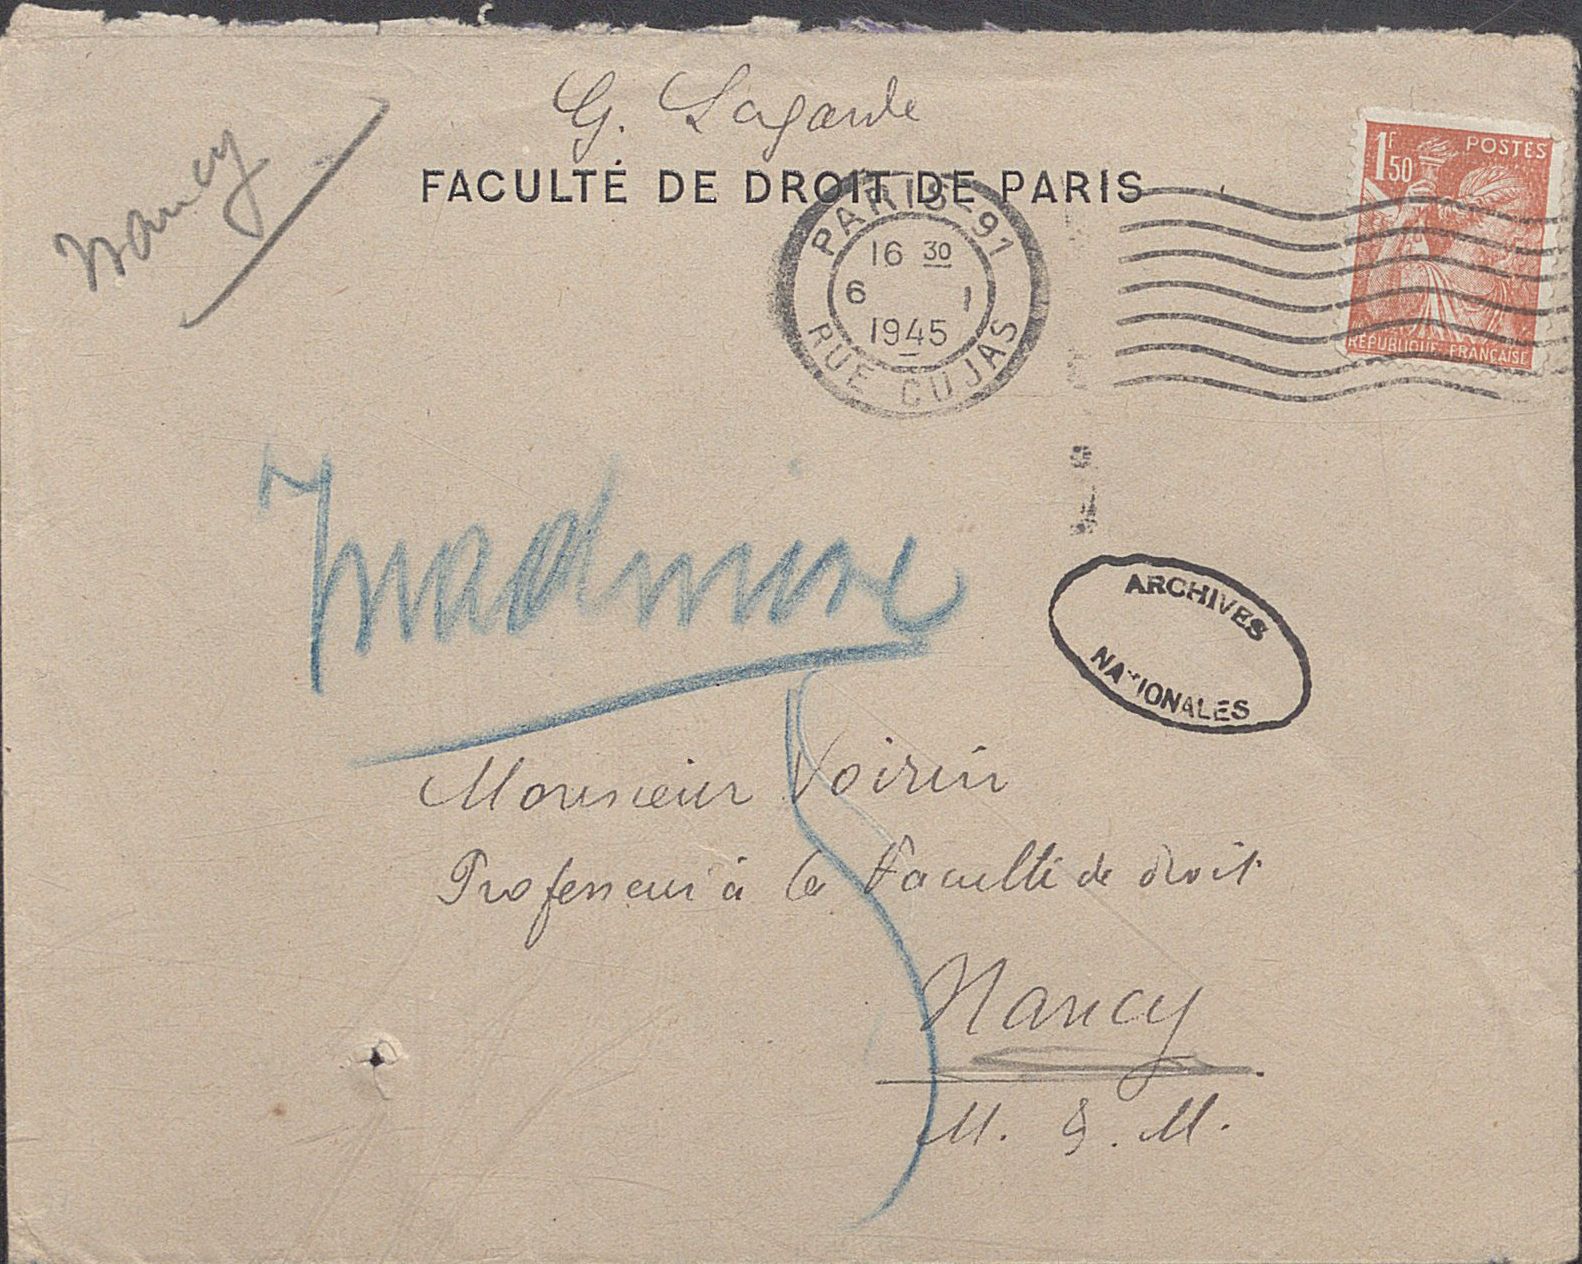 G. Lagarde
Nancy
FACULTÉ DE DROIT DE PARIS
PARIS-91
16 30
6 1
1945
RUE CUJAS
1F50
POSTES
RÉPUBLIQUE FRANÇAISE
ARCHIVES
NATIONALES
Monsieur Voirin
Professeur à la Faculté de droit
Nancy
M. & M.